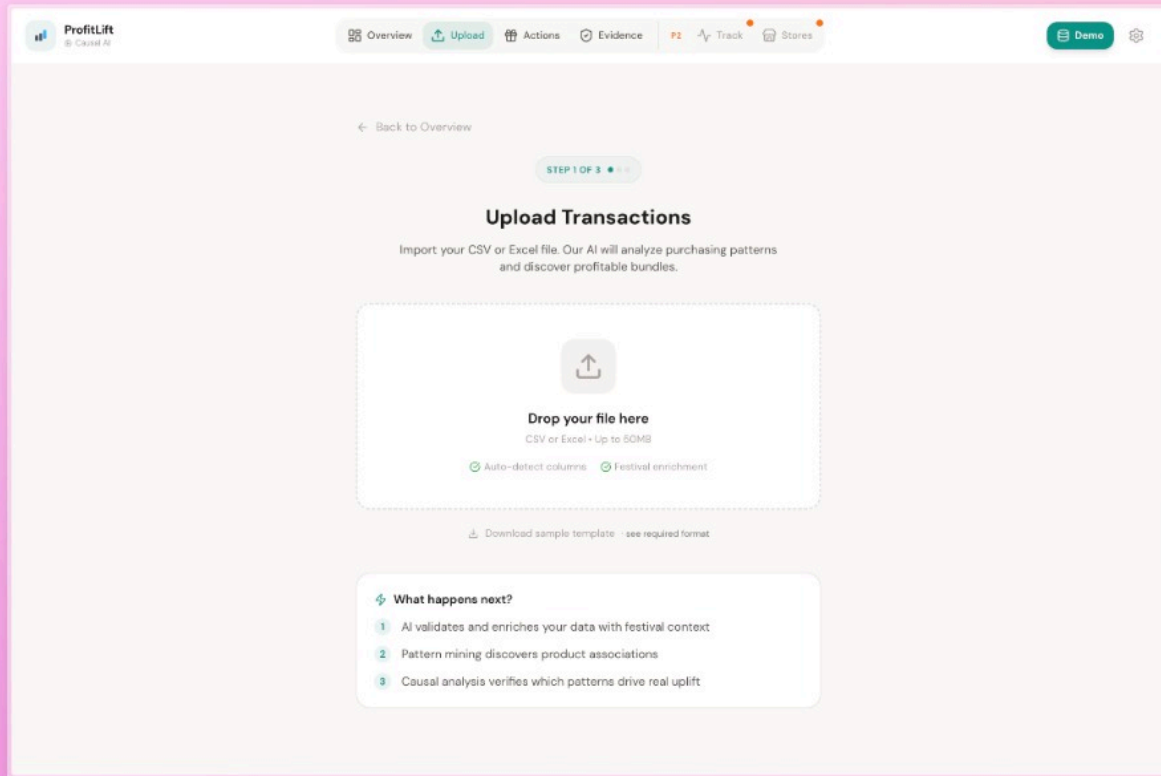 ProfitLift
Causal AI
Overview Upload Actions Evidence P2 Track Stores
Demo
Back to Overview
STEP 1 OF 3
Upload Transactions
Import your CSV or Excel file. Our AI will analyze purchasing patterns
and discover profitable bundles.
Drop your file here
CSV or Excel • Up to 50MB
Auto-detect columns Festival enrichment
Download sample template · see required format
What happens next?
1 AI validates and enriches your data with festival context
2 Pattern mining discovers product associations
3 Causal analysis verifies which patterns drive real uplift